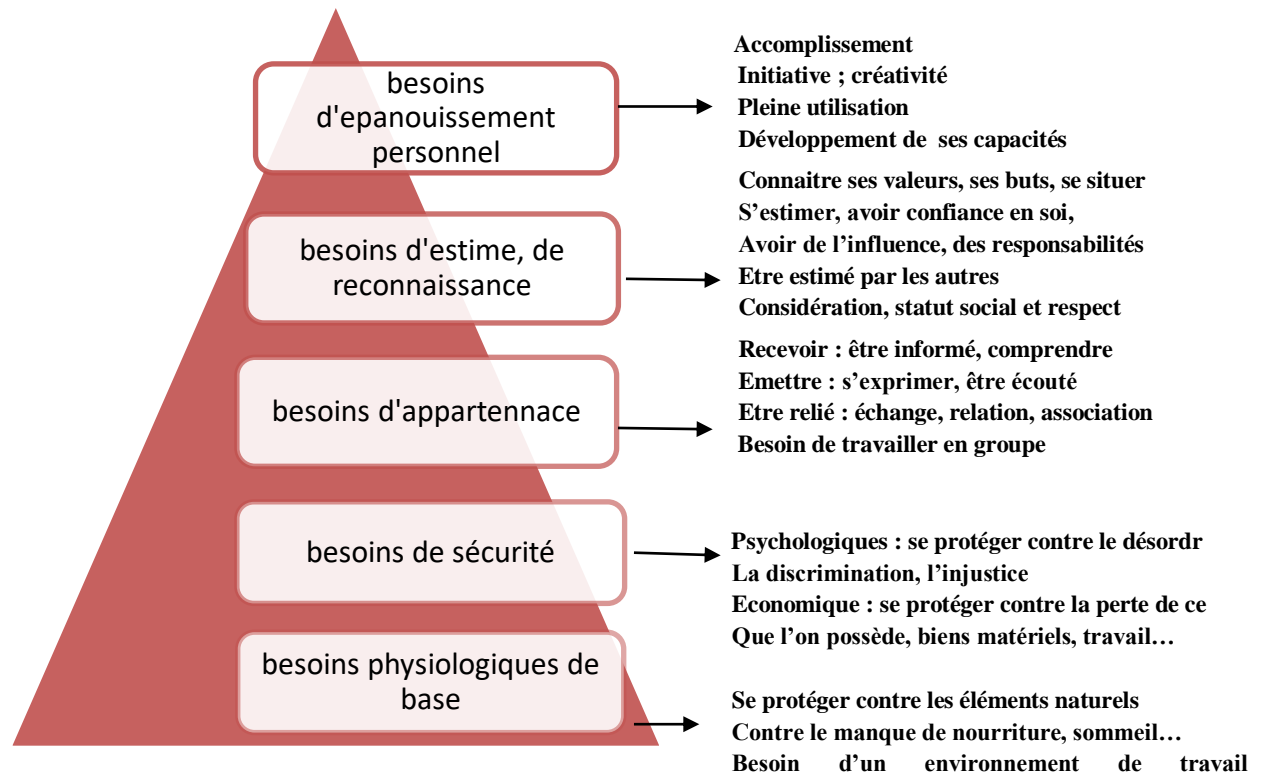 besoins
d'epanouissement
personnel
Accomplissement
Initiative ; créativité
Pleine utilisation
Développement de ses capacités
besoins d'estime, de
reconnaissance
Connaitre ses valeurs, ses buts, se situer
S'estimer, avoir confiance en soi,
Avoir de l'influence, des responsabilités
Etre estimé par les autres
Considération, statut social et respect
besoins d'appartennace
Recevoir : être informé, comprendre
Emettre : s'exprimer, être écouté
Etre relié : échange, relation, association
Besoin de travailler en groupe
besoins de sécurité
Psychologiques : se protéger contre le désordr
La discrimination, l'injustice
Economique : se protéger contre la perte de ce
Que l'on possède, biens matériels, travail…
besoins physiologiques de
base
Se protéger contre les éléments naturels
Contre le manque de nourriture, sommeil…
Besoin d'un environnement de travail